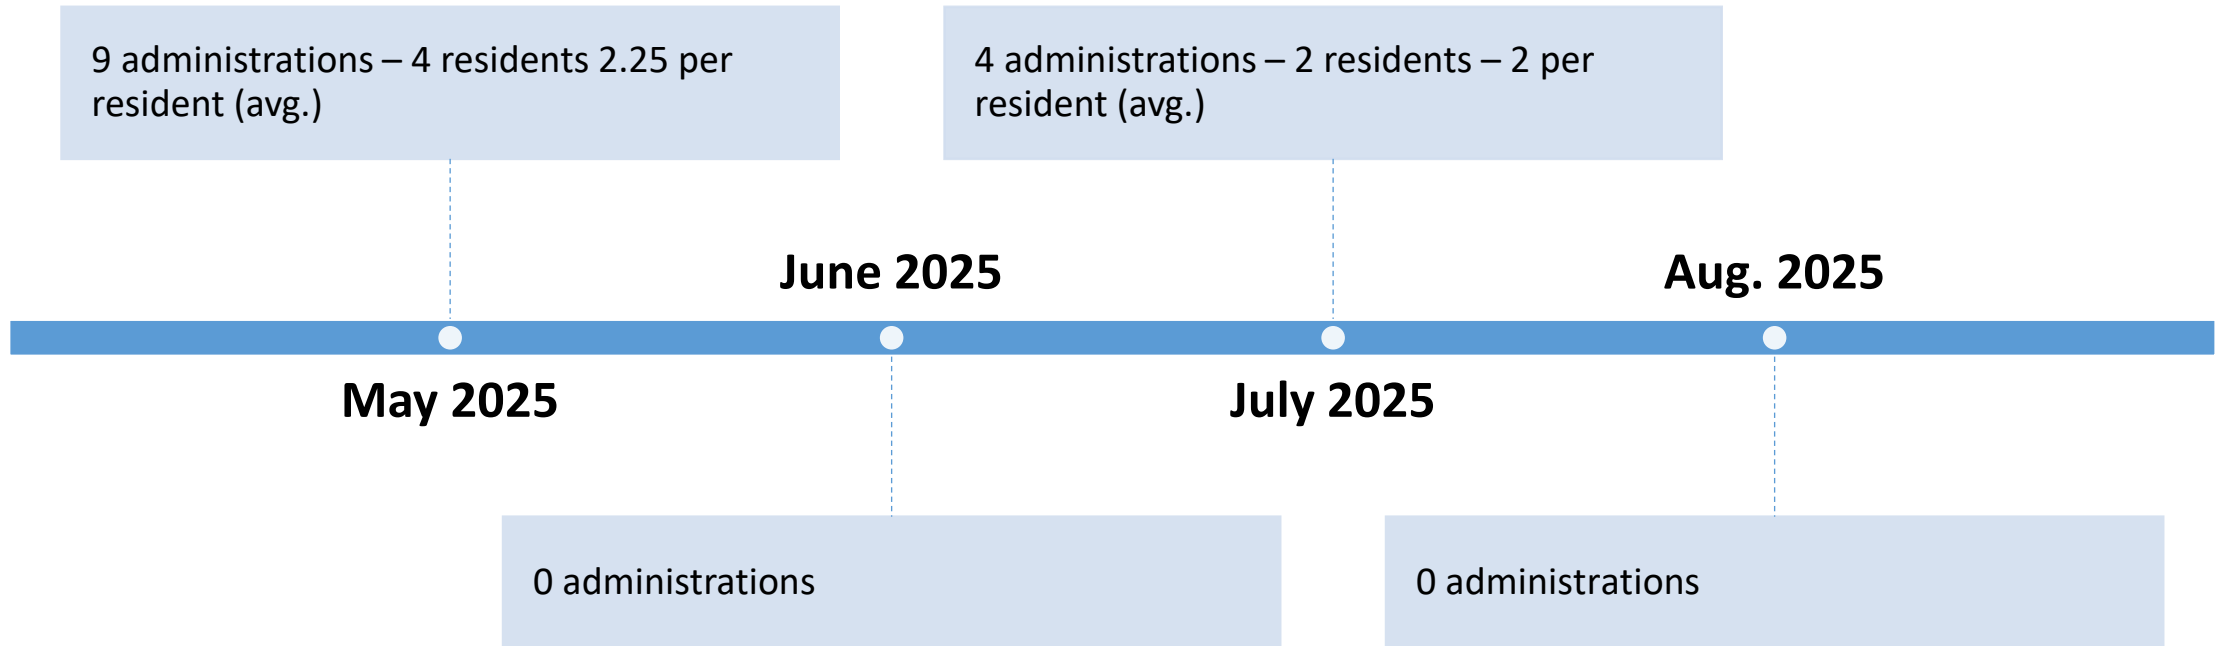 9 administrations – 4 residents 2.25 per
resident (avg.)
4 administrations – 2 residents – 2 per
resident (avg.)
June 2025
Aug. 2025
May 2025
July 2025
0 administrations
0 administrations